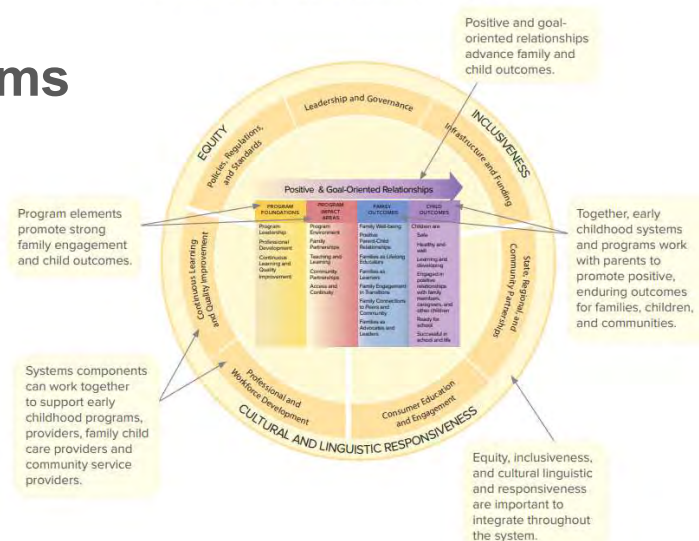 ms
Positive and goal-
oriented relationships
advance family and
child outcomes.
EQUITY
INCLUSIVENESS
Leadership and Governance
Policies, Regulations,
and Standards
Infrastructure and Funding
Positive & Goal-Oriented Relationships
Program elements
promote strong
family engagement
and child outcomes.
PROGRAM
FOUNDATIONS
Program
Leadership
Professional
Development
Continuous
Learning and
Quality
Improvement
PROGRAM
IMPACT
AREAS
Program
Environment
Family
Partnerships
Teaching and
Learning
Community
Partnerships
Access and
Continuity
FAMILY
OUTCOMES
Family Well-being
Positive
Parent-Child
Relationships
Families as Lifelong
Educators
Families as
Learners
Family Engagement
in Transitions
Family Connections
to Peers and
Community
Families as
Advocates and
Leaders
CHILD
OUTCOMES
Children are
Safe
Healthy and
well
Learning and
developing
Engaged in
positive
relationships
with family
members,
caregivers, and
other children
Ready for
school
Successful in
school and life
Together, early
childhood systems
and programs work
with parents to
promote positive,
enduring outcomes
for families, children,
and communities.
Continuous Learning
and Quality Improvement
State, Regional, and
Community Partnerships
Systems components
can work together
to support early
childhood programs,
providers, family child
care providers and
community service
providers.
Professional and
Workforce Development
Consumer Education
and Engagement
CULTURAL AND LINGUISTIC RESPONSIVENESS
Equity, inclusiveness,
and cultural linguistic
and responsiveness
are important to
integrate throughout
the system.